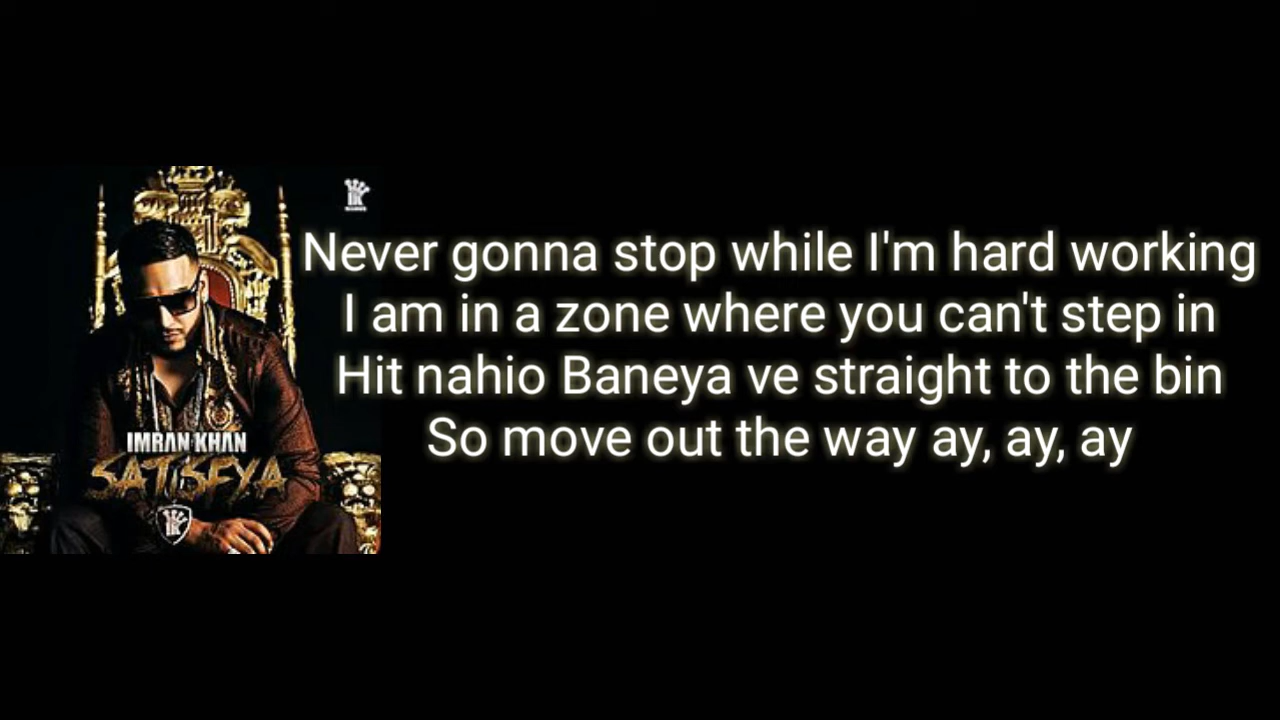 Never gonna stop while I'm hard working
I am in a zone where you can't step in
Hit nahio Baneya ve straight to the bin
So move out the way ay, ay, ay
IMRAN KHAN
SATISFYA
IK